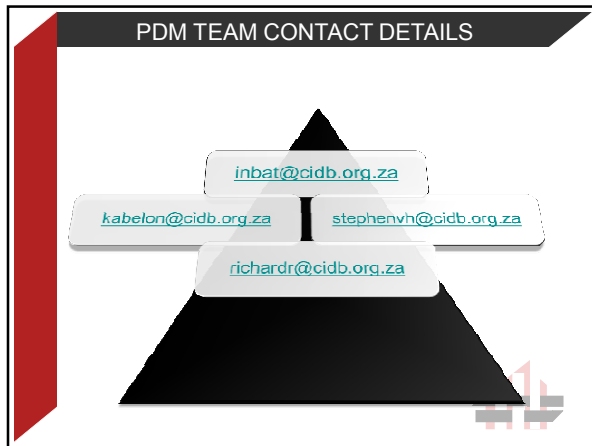 PDM TEAM CONTACT DETAILS
inbat@cidb.org.za
kabelon@cidb.org.za stephenvh@cidb.org.za
richardr@cidb.org.za